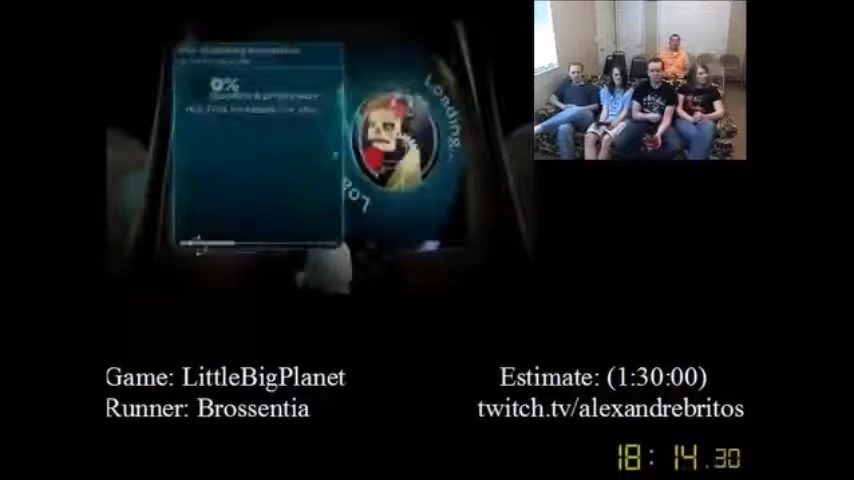 0%
Loading..
Game: LittleBigPlanet
Estimate: (1:30:00)
Runner: Brossentia
twitch.tv/alexandrebritos
18:14.30